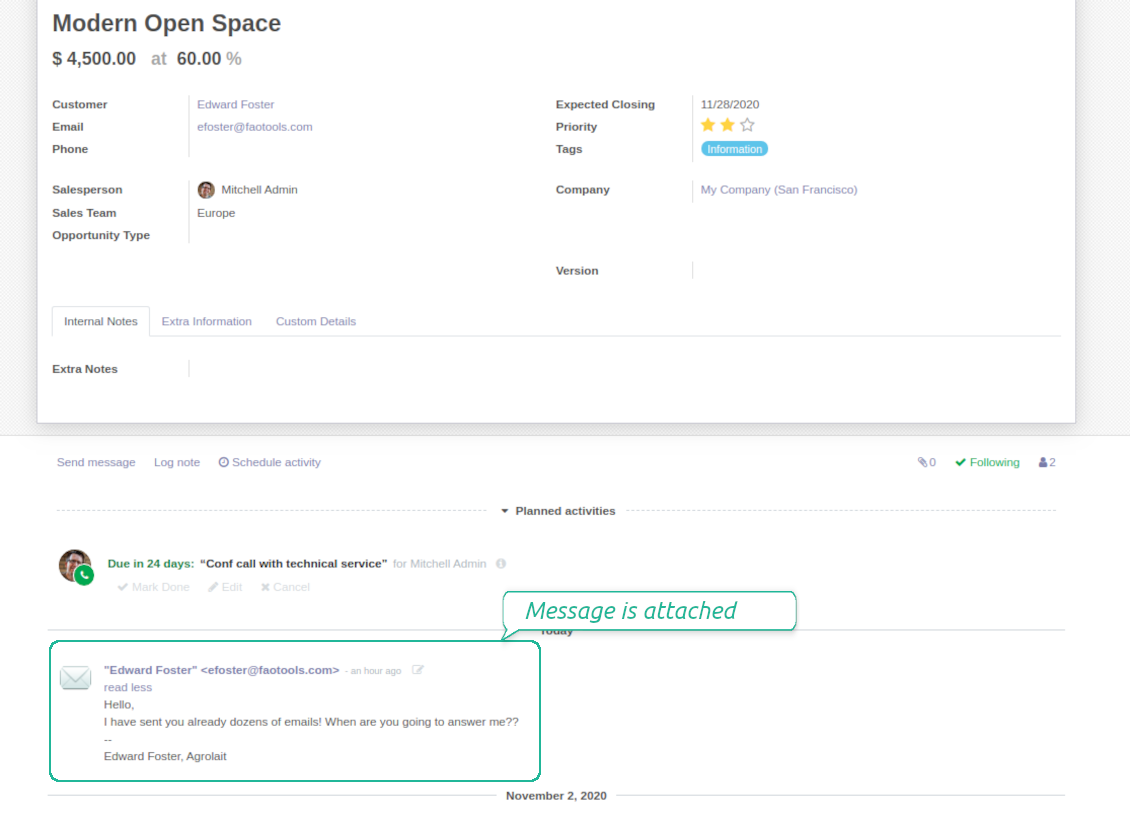 Modern Open Space
$ 4,500.00 at 60.00 %
Customer Edward Foster
Email efoster@faotools.com
Phone
Expected Closing 11/28/2020
Priority
Tags Information
Salesperson Mitchell Admin
Sales Team Europe
Opportunity Type
Company My Company (San Francisco)
Version
Internal Notes Extra Information Custom Details
Extra Notes
Send message Log note Schedule activity 0 Following 2
Planned activities
Due in 24 days: “Conf call with technical service” for Mitchell Admin
Mark Done Edit Cancel
Message is attached
Today
"Edward Foster" <efoster@faotools.com> - an hour ago
read less
Hello,
I have sent you already dozens of emails! When are you going to answer me??
--
Edward Foster, Agrolait
November 2, 2020